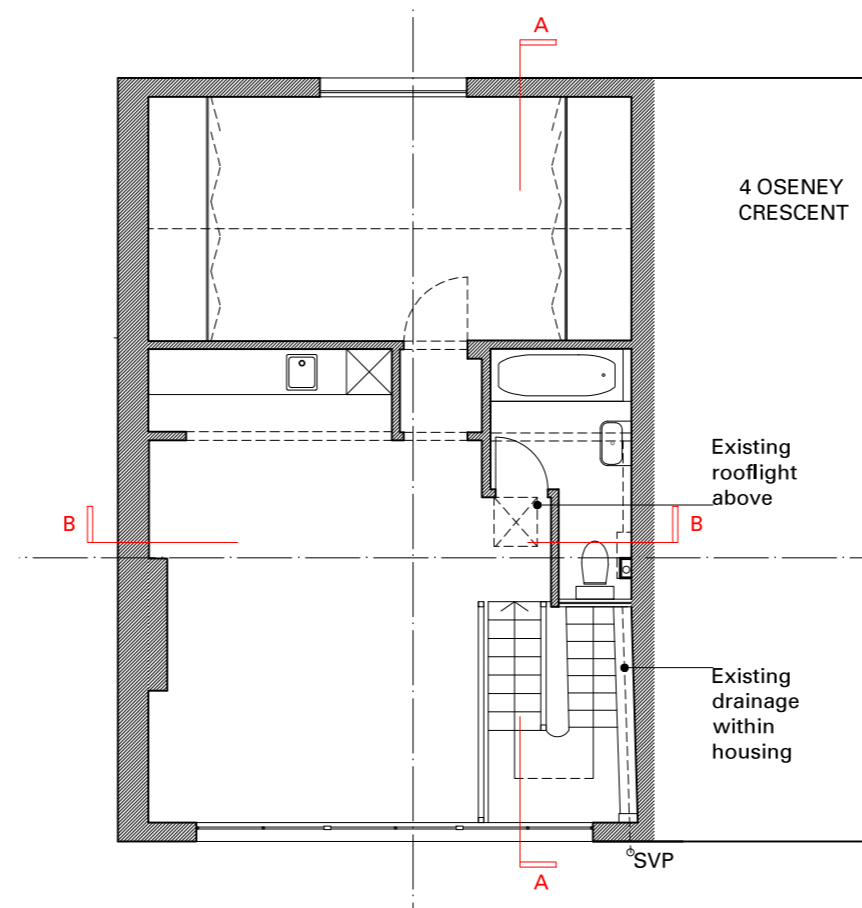 A
4 OSENEY
CRESCENT
Existing
rooflight
above
B
B
Existing
drainage
within
housing
SVP
A